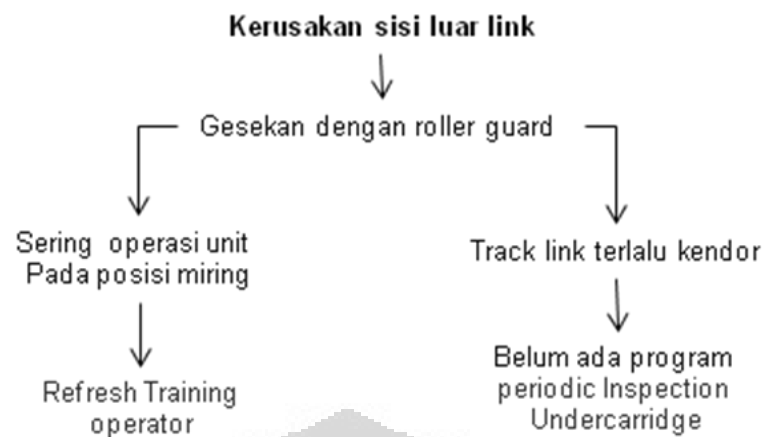 Kerusakan sisi luar link
Gesekan dengan roller guard
Sering operasi unit
Pada posisi miring
Track link terlalu kendor
Refresh Training
operator
Belum ada program
periodic Inspection
Undercarridge